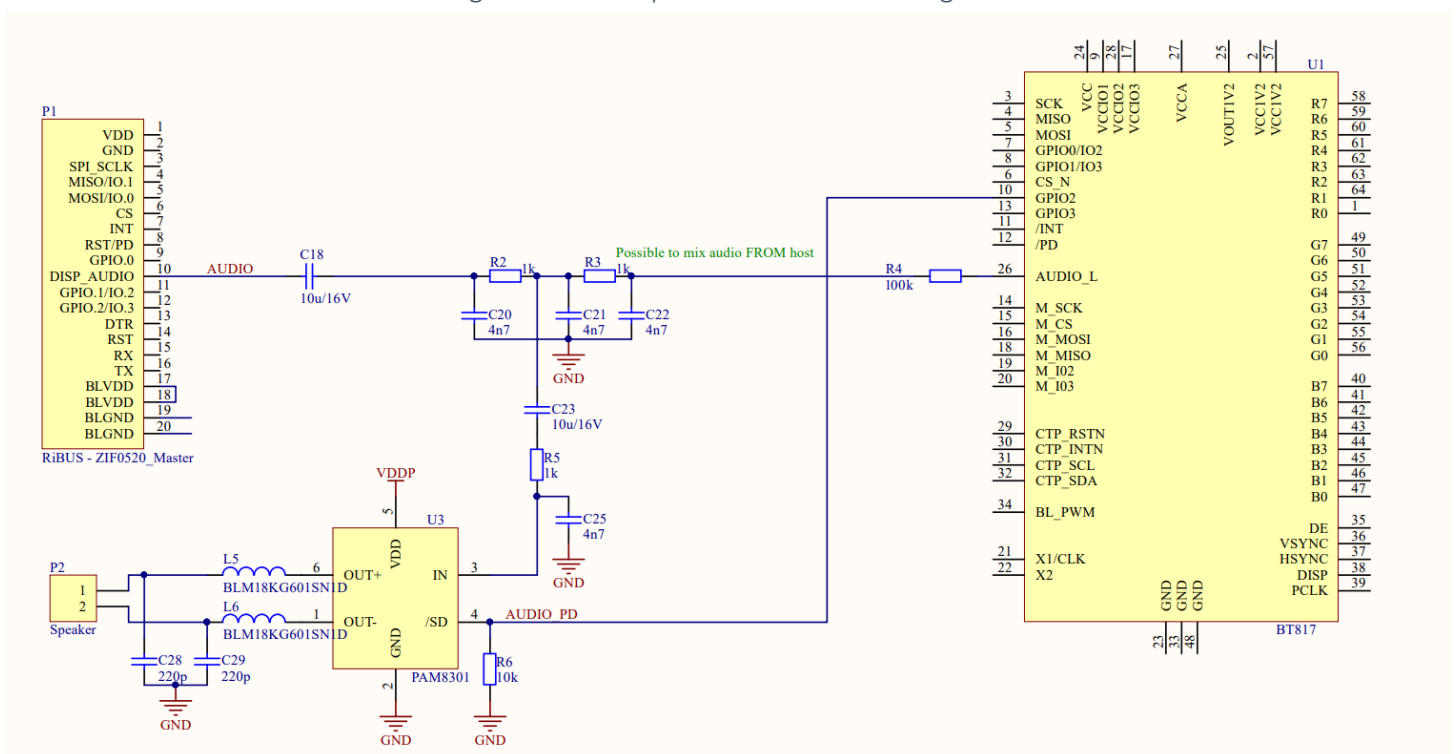 P1
VDD 1
GND 2
SPI_SCLK 3
MISO/IO.1 4
MOSI/IO.0 5
CS 6
INT 7
RST/PD 8
GPIO.0 9
DISP_AUDIO 10
GPIO.1/IO.2 11
GPIO.2/IO.3 12
DTR 13
RST 14
RX 15
TX 16
BLVDD 17
BLVDD 18
BLGND 19
BLGND 20
RiBUS - ZIF0520_Master
AUDIO
C18
10u/16V
R2
1k
R3
1k
Possible to mix audio FROM host
C20
4n7
C21
4n7
C22
4n7
GND
R4
100k
C23
10u/16V
R5
1k
C25
4n7
GND
VDDP
5
U3
VDD
6 OUT+
IN 3
1 OUT-
/SD 4
GND
2
PAM8301
GND
AUDIO_PD
R6
10k
GND
P2
1
2
Speaker
L5
BLM18KG601SN1D
L6
BLM18KG601SN1D
C28
220p
C29
220p
GND
U1
24 VCC
9 VCCIO1
28 VCCIO2
17 VCCIO3
27 VCCA
25 VOUT1V2
2 VCC1V2
57 VCC1V2
3 SCK
4 MISO
5 MOSI
7 GPIO0/IO2
8 GPIO1/IO3
6 CS_N
10 GPIO2
13 GPIO3
11 /INT
12 /PD
26 AUDIO_L
14 M_SCK
15 M_CS
16 M_MOSI
18 M_MISO
19 M_I02
20 M_I03
29 CTP_RSTN
30 CTP_INTN
31 CTP_SCL
32 CTP_SDA
34 BL_PWM
21 X1/CLK
22 X2
R7 58
R6 59
R5 60
R4 61
R3 62
R2 63
R1 64
R0 1
G7 49
G6 50
G5 51
G4 52
G3 53
G2 54
G1 55
G0 56
B7 40
B6 41
B5 42
B4 43
B3 44
B2 45
B1 46
B0 47
DE 35
VSYNC 36
HSYNC 37
DISP 38
PCLK 39
GND 23
GND 33
GND 48
BT817